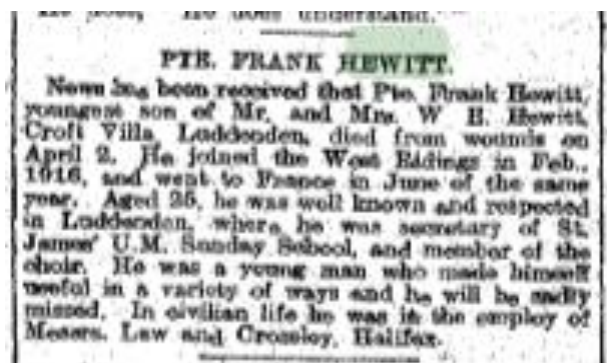 He does, He does understand."
PTE. FRANK HEWITT.
News has been received that Pte. Frank Hewitt,
youngest son of Mr. and Mrs. W E. Hewitt,
Croft Villa, Luddenden, died from wounds on
April 2. He joined the West Ridings in Feb.,
1916, and went to France in June of the same
year. Aged 25, he was well known and respected
in Luddenden, where he was secretary of St.
James' U.M. Sunday School, and member of the
choir. He was a young man who made himself
useful in a variety of ways and he will be sadly
missed. In civilian life he was in the employ of
Messrs. Law and Crossley, Halifax.